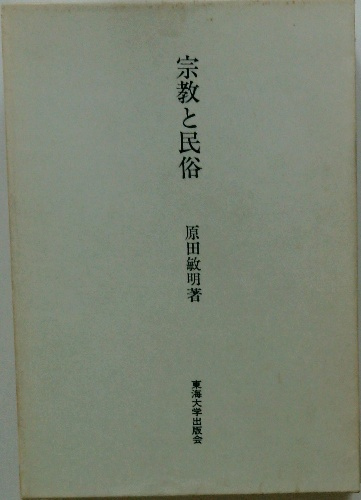 宗教と民俗
原田敏明著
東海大学出版会